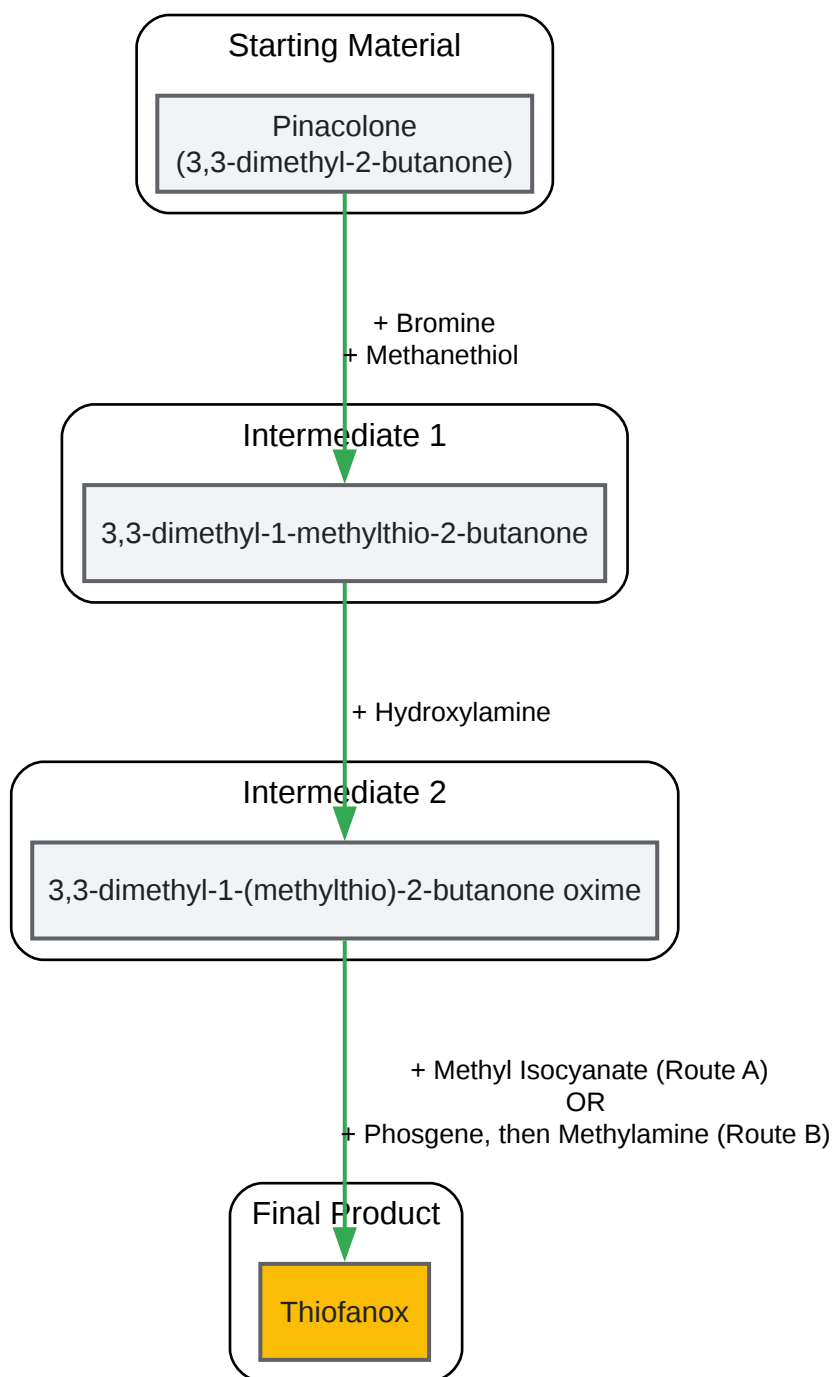 Starting Material
Pinacolone
(3,3-dimethyl-2-butanone)
+ Bromine
+ Methanethiol
Intermediate 1
3,3-dimethyl-1-methylthio-2-butanone
+ Hydroxylamine
Intermediate 2
3,3-dimethyl-1-(methylthio)-2-butanone oxime
+ Methyl Isocyanate (Route A)
OR
+ Phosgene, then Methylamine (Route B)
Final Product
Thiofanox